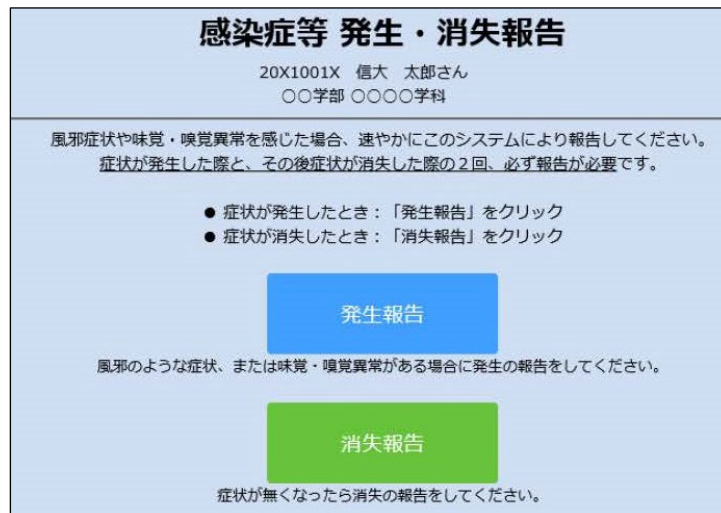 感染症等 発生・消失報告
20X1001X 信大 太郎さん
○○学部 ○○○○学科
風邪症状や味覚・嗅覚異常を感じた場合、速やかにこのシステムにより報告してください。
症状が発生した際と、その後症状が消失した際の2回、必ず報告が必要です。
● 症状が発生したとき：「発生報告」をクリック
● 症状が消失したとき：「消失報告」をクリック
発生報告
風邪のような症状、または味覚・嗅覚異常がある場合に発生の報告をしてください。
消失報告
症状が無くなったら消失の報告をしてください。